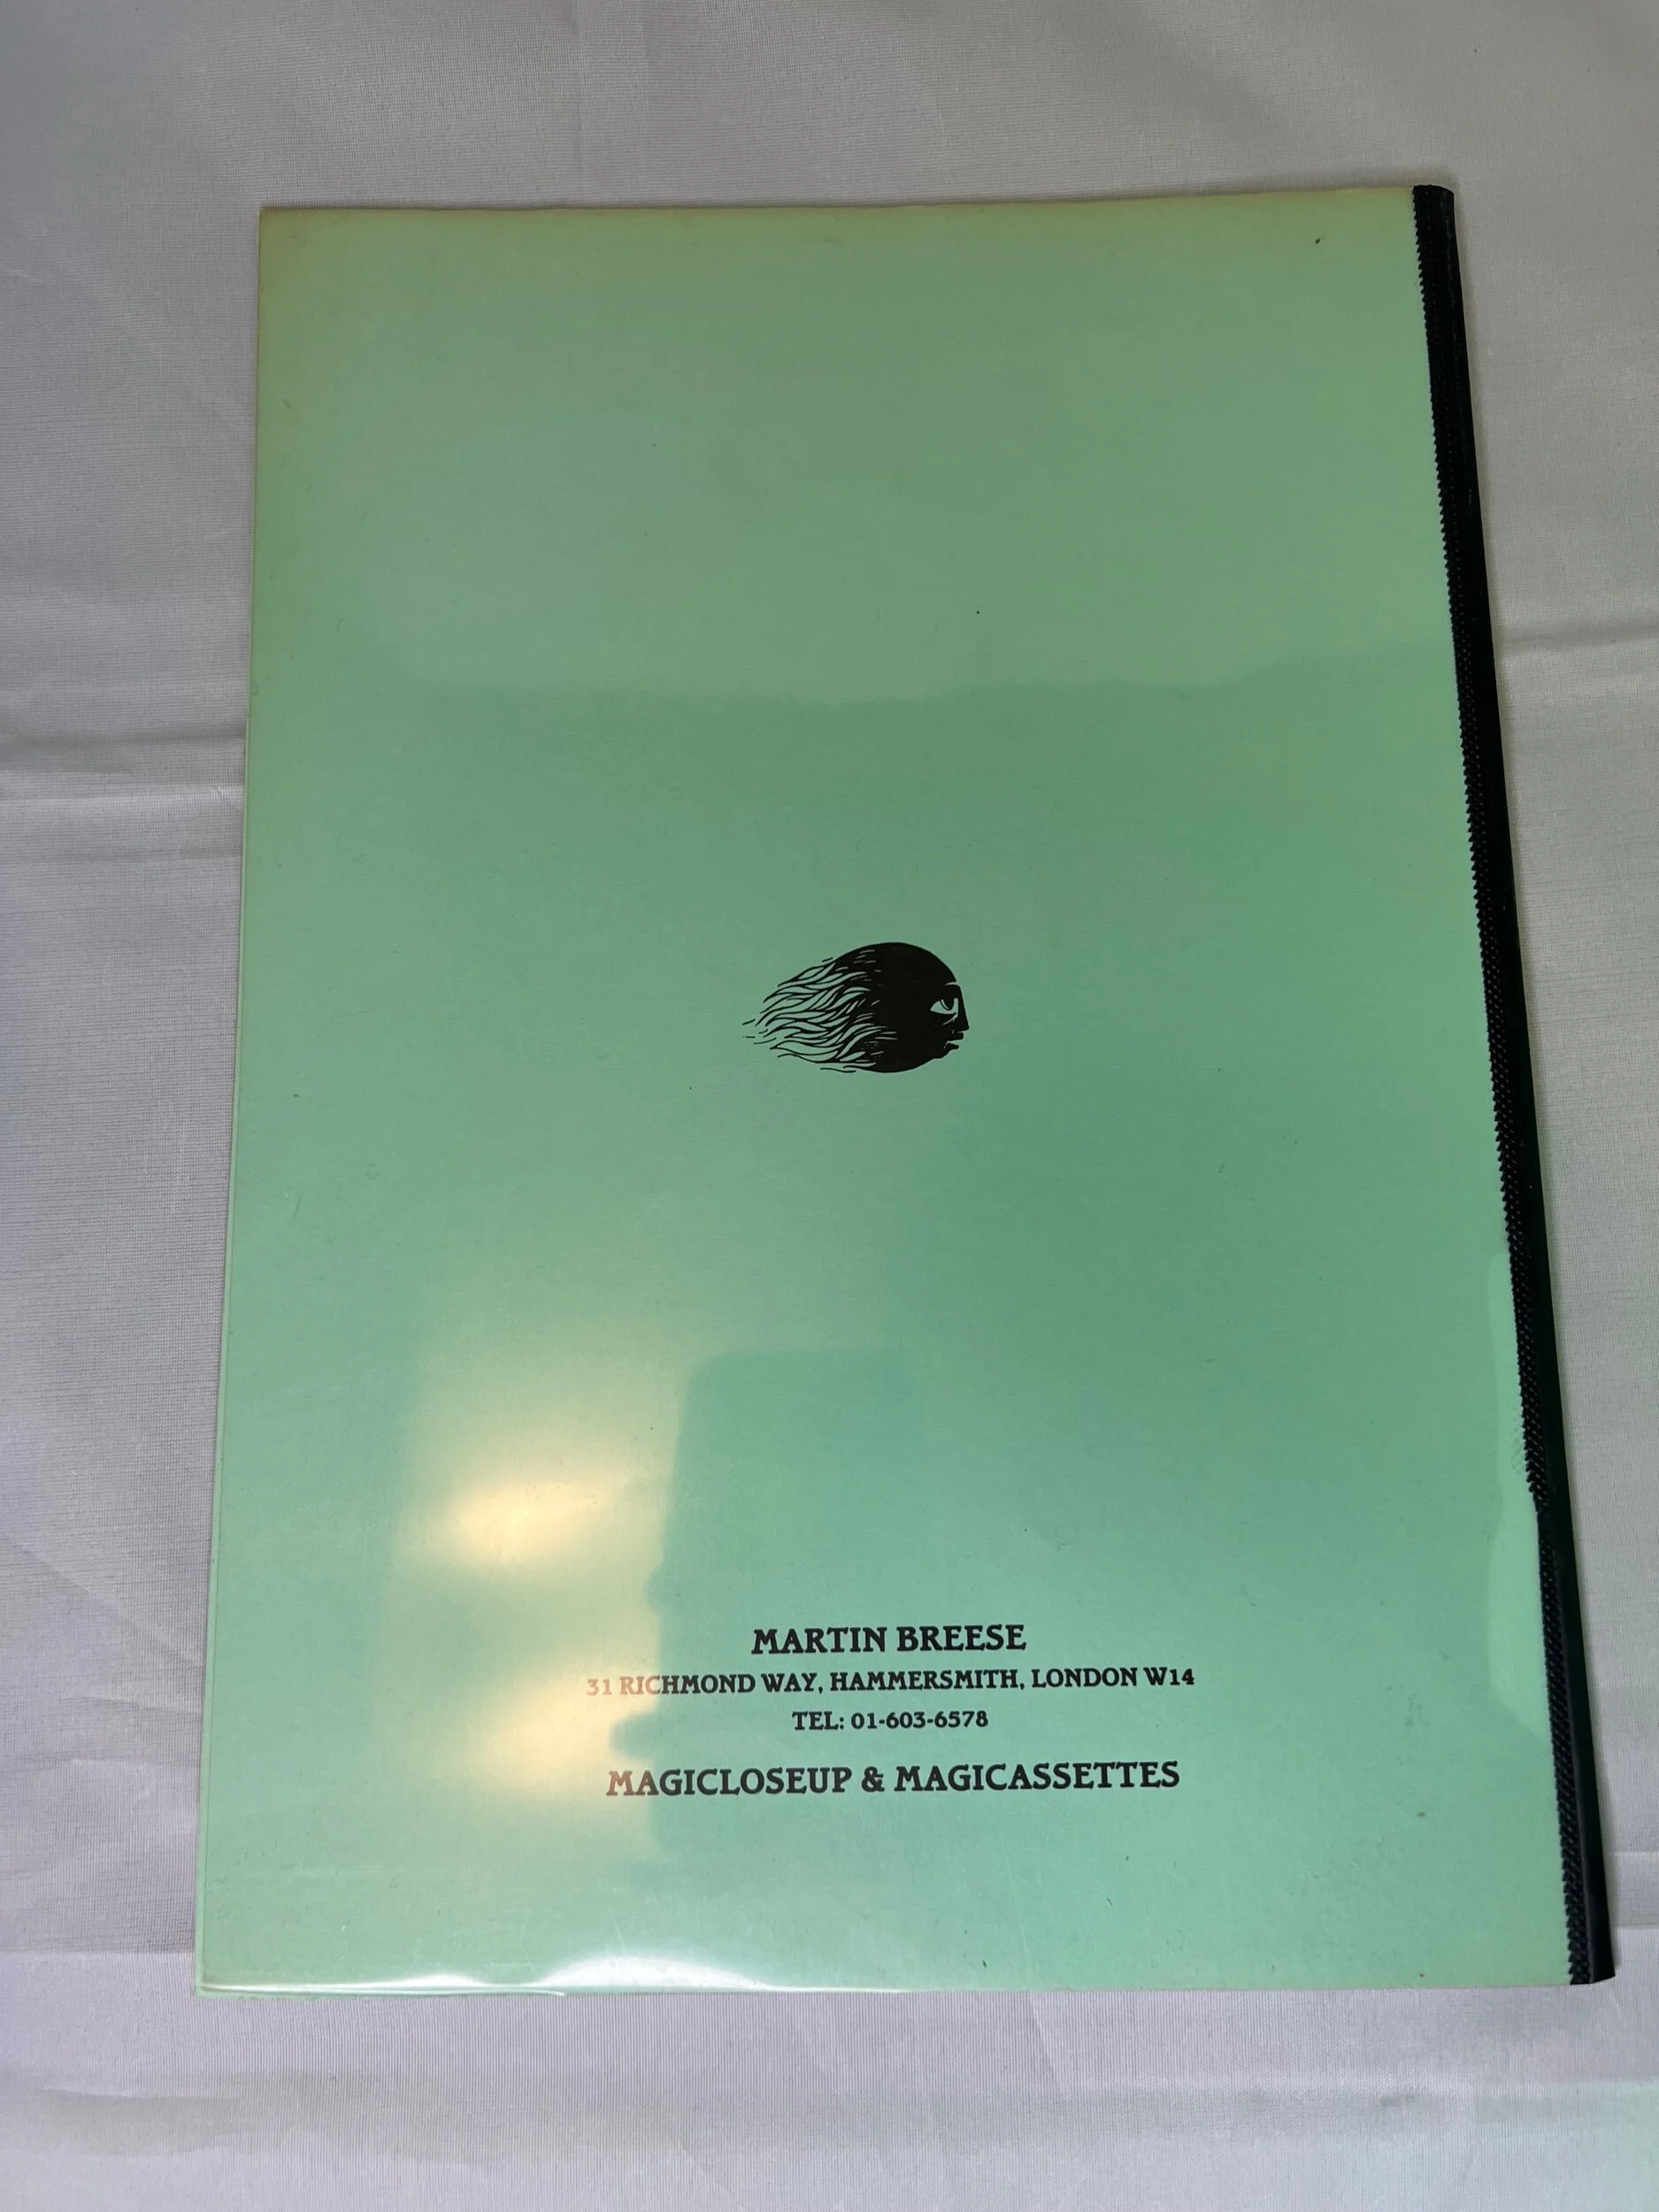 MARTIN BREESE
31 RICHMOND WAY, HAMMERSMITH, LONDON W14
TEL: 01-603-6578
MAGICLOSEUP & MAGICASSETTES